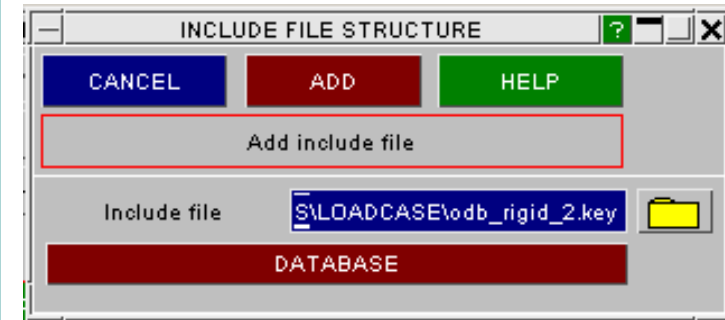 INCLUDE FILE STRUCTURE ?
CANCEL ADD HELP
Add include file
Include file S\LOADCASE\odb_rigid_2.key
DATABASE